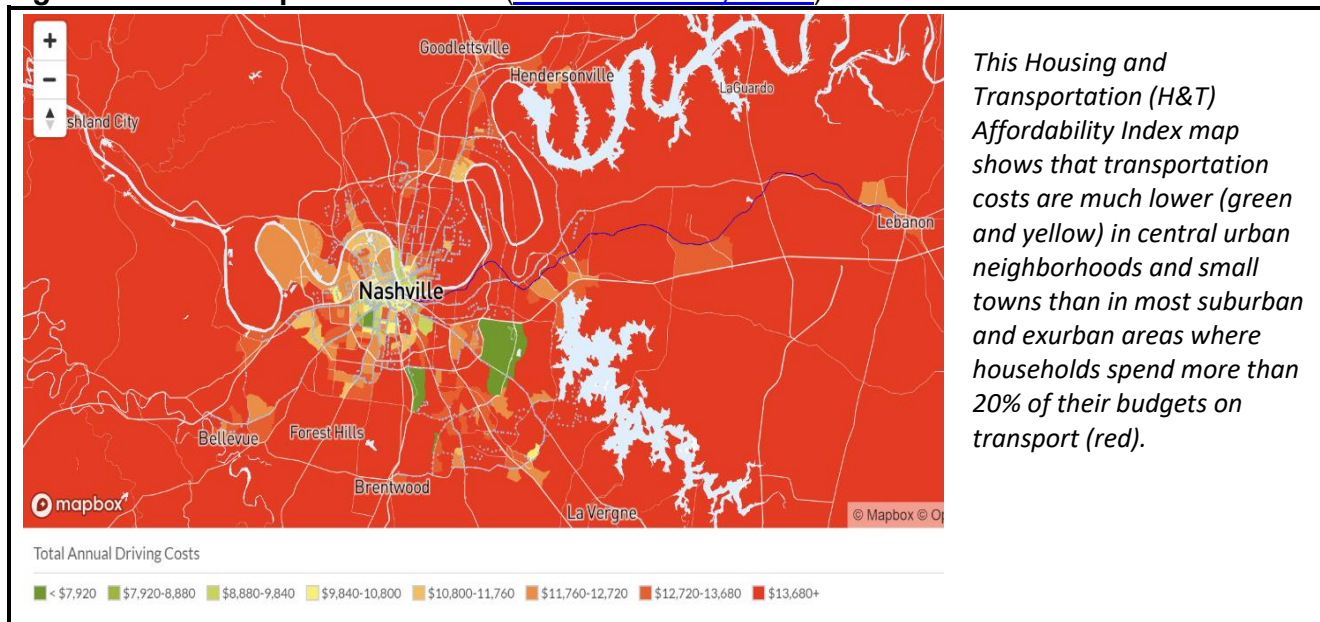 Goodlettsville
Hendersonville
LaGuardo
shland City
Lebanon
Nashville
Bellevue
Forest Hills
Brentwood
La Vergne
mapbox
© Mapbox © Op
Total Annual Driving Costs
< $7,920 $7,920-8,880 $8,880-9,840 $9,840-10,800 $10,800-11,760 $11,760-12,720 $12,720-13,680 $13,680+
This Housing and
Transportation (H&T)
Affordability Index map
shows that transportation
costs are much lower (green
and yellow) in central urban
neighborhoods and small
towns than in most suburban
and exurban areas where
households spend more than
20% of their budgets on
transport (red).